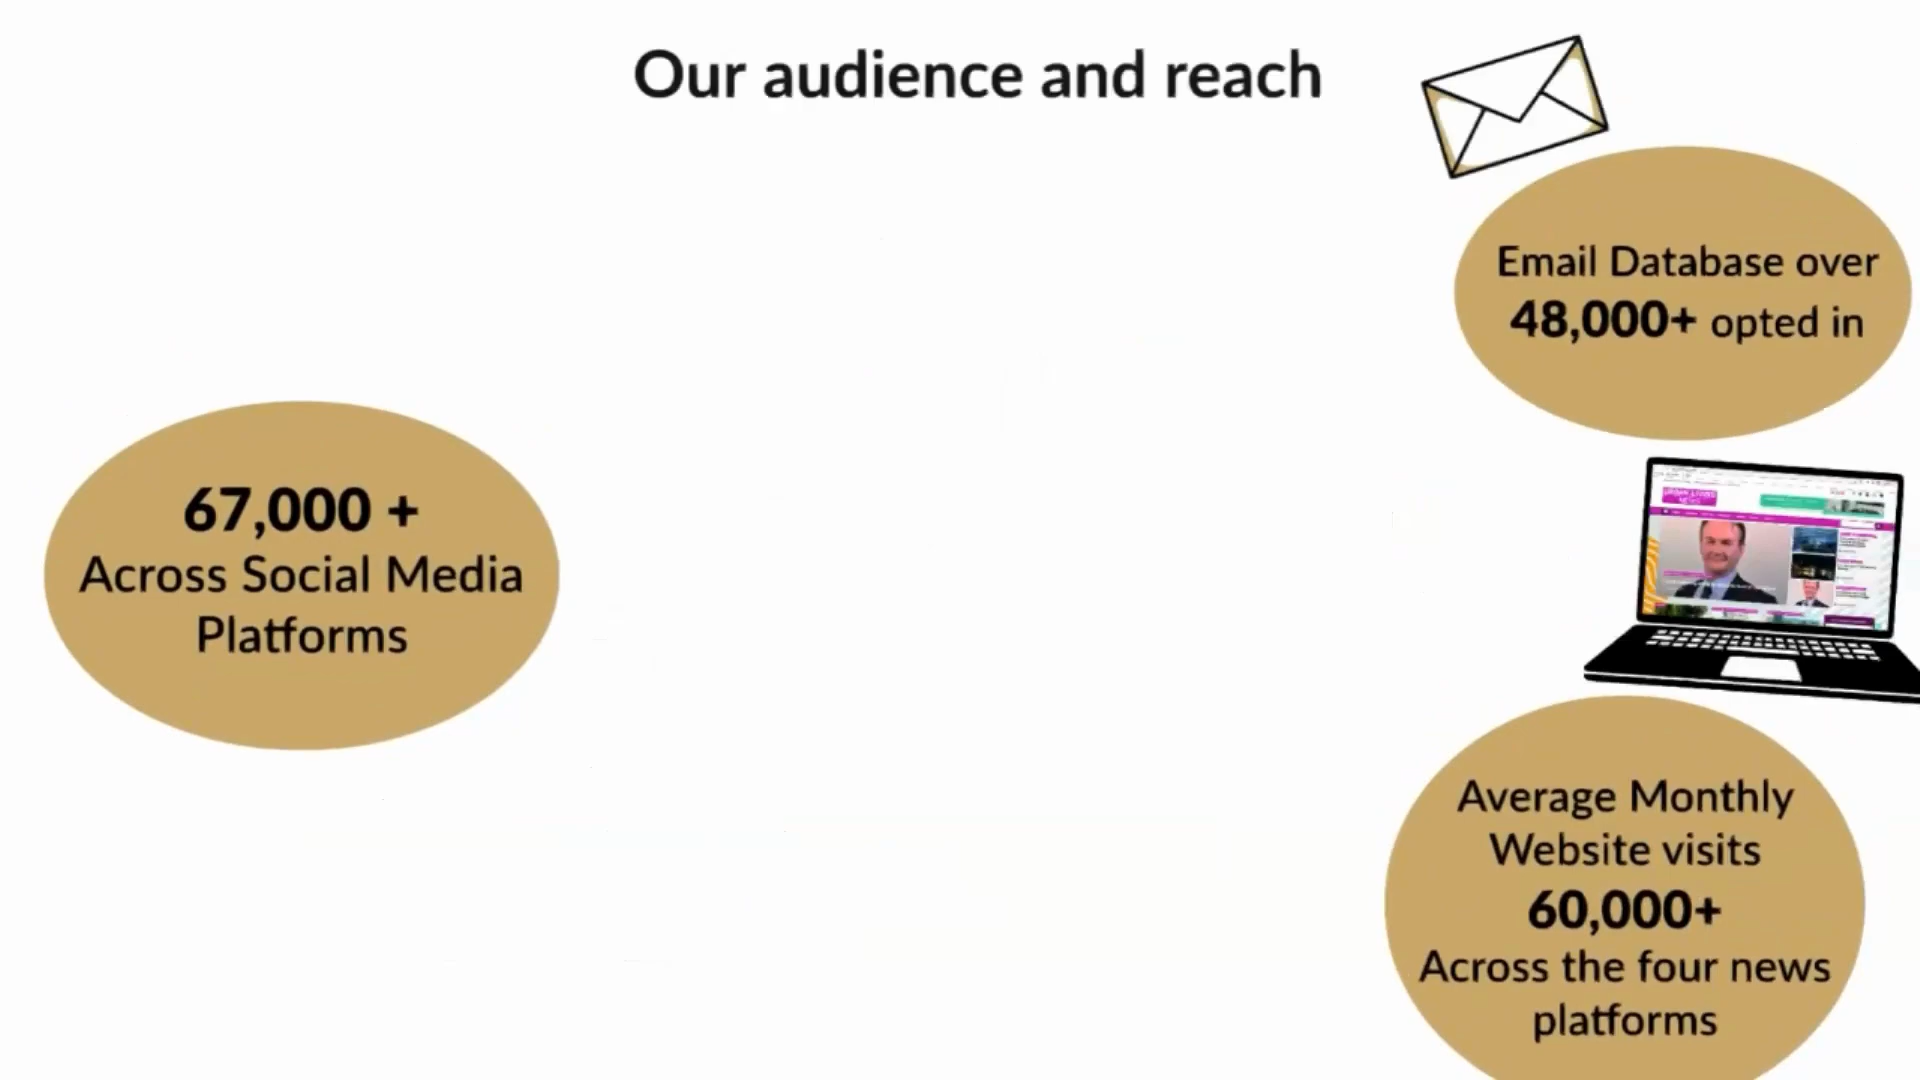 Our audience and reach
Email Database over
48,000+ opted in
67,000 +
Across Social Media
Platforms
Average Monthly
Website visits
60,000+
Across the four news
platforms